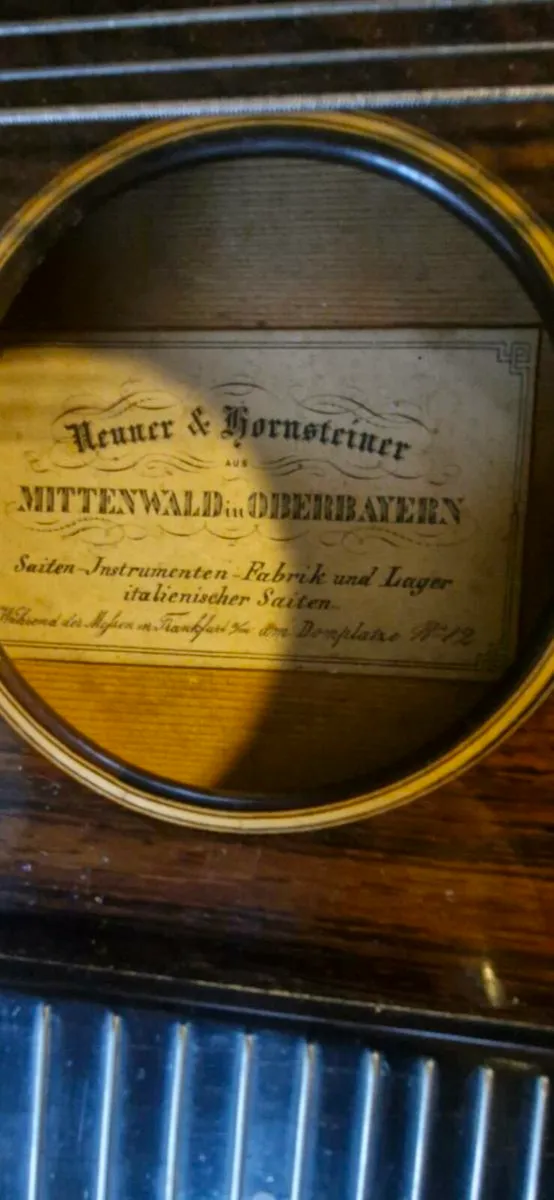 Neuner & Hornsteiner
AUS
MITTENWALD in OBERBAYERN
Saiten-Instrumenten-Fabrik und Lager
italienischer Saiten.
Während der Messen in Frankfurt a/m am Domplatze No 12